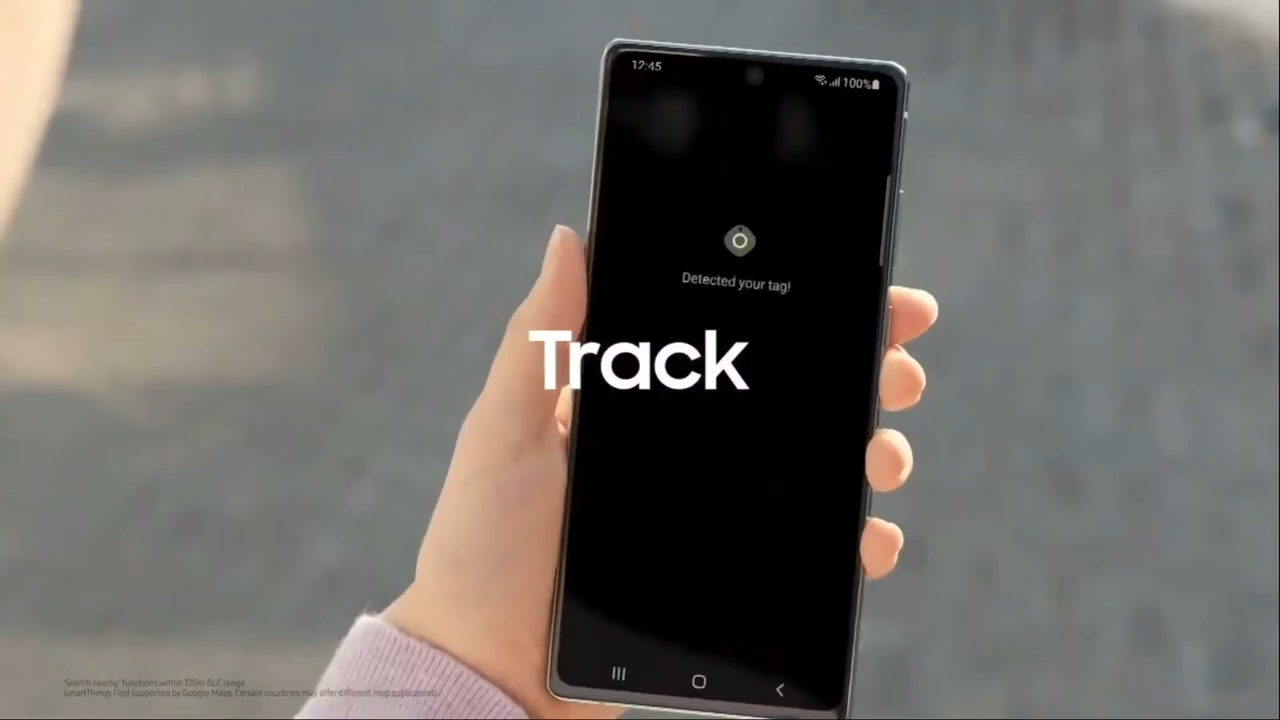 12:45
100%
Detected your tag!
Track
'Search nearby' functions within 120m BLE range.
SmartThings Find supported by Google Maps. Certain countries may offer different map applications.